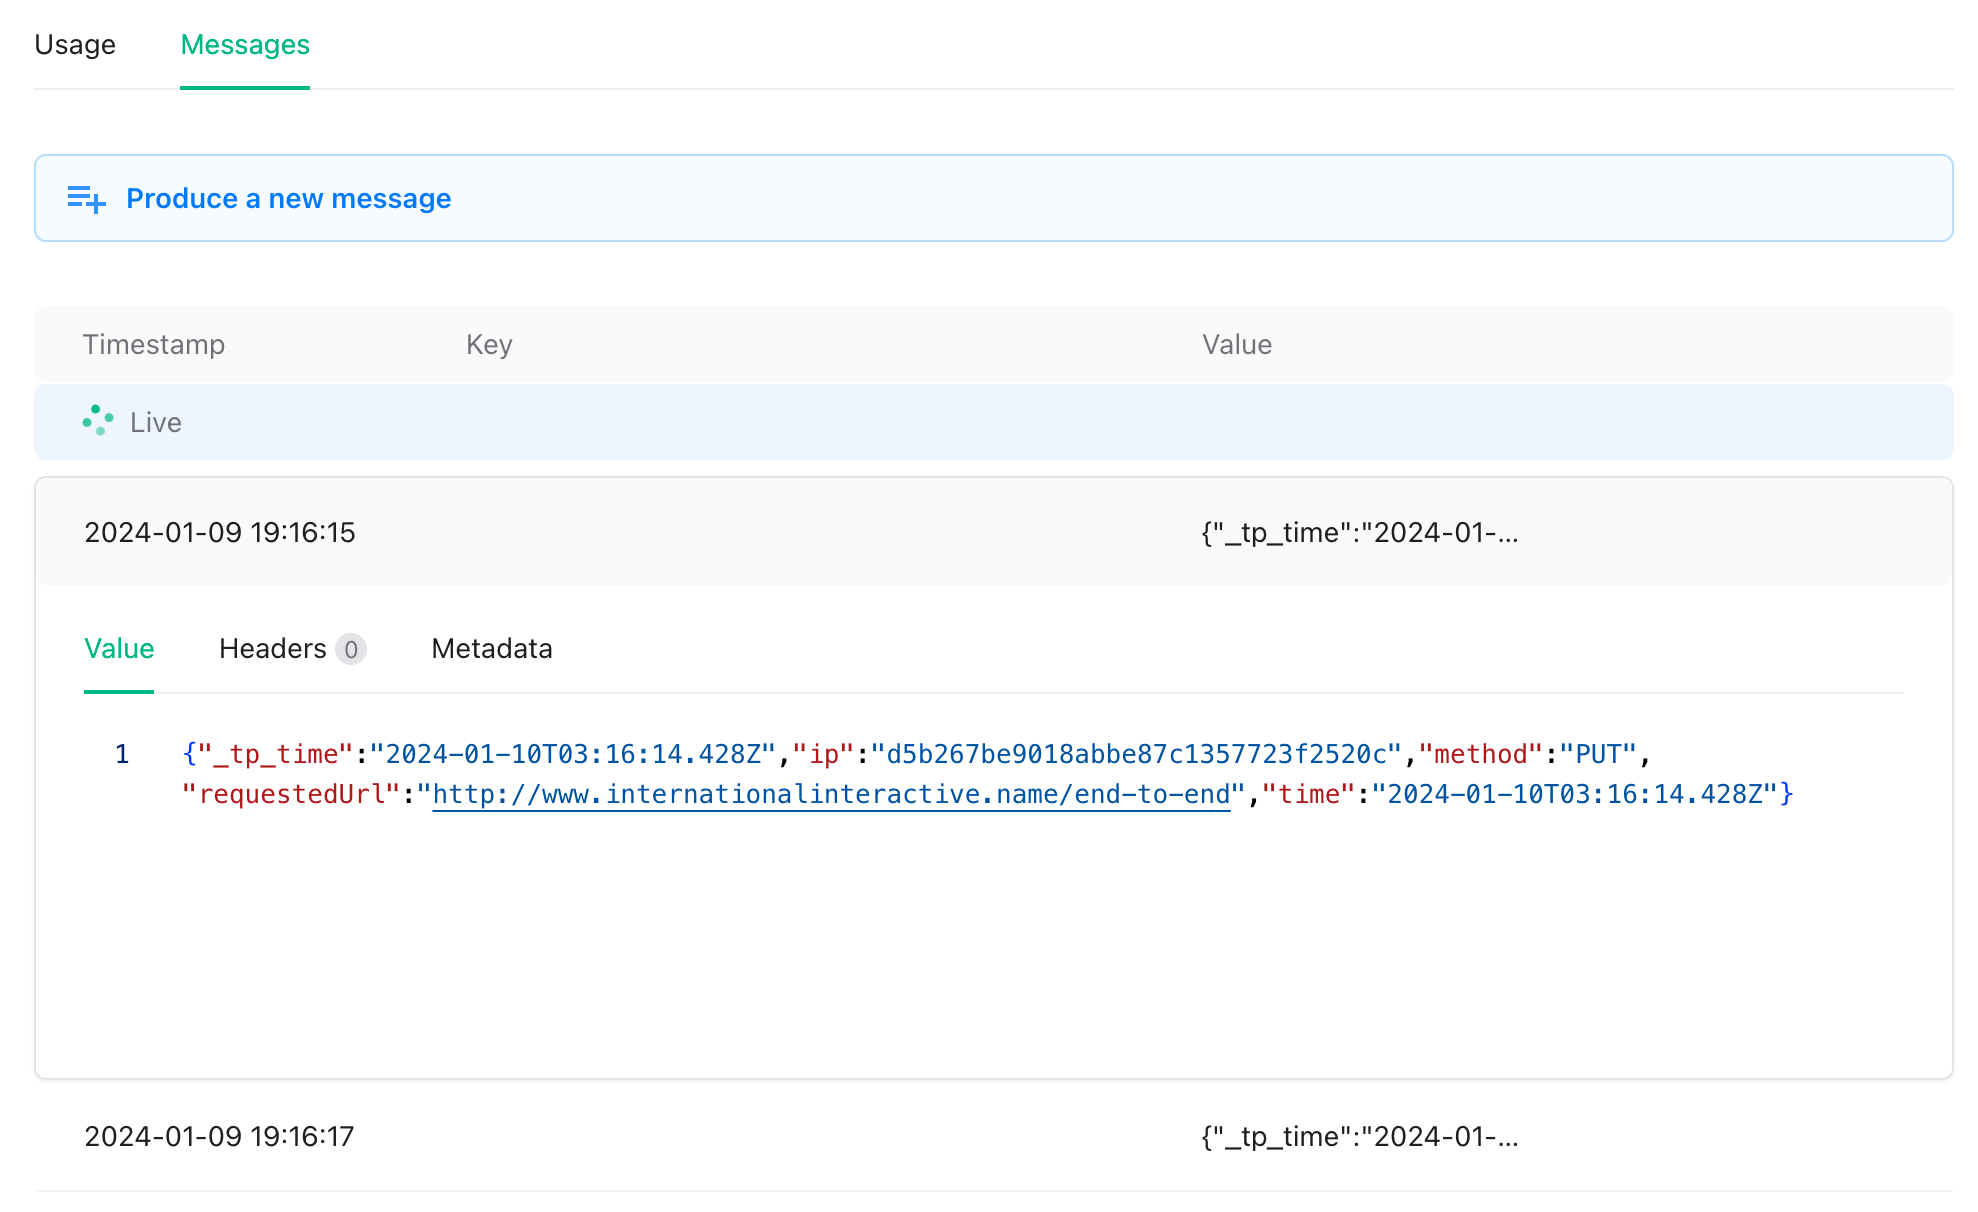 Usage Messages
Produce a new message
Timestamp Key Value
Live
2024-01-09 19:16:15 {"_tp_time":"2024-01-...
Value Headers 0 Metadata
1 {"_tp_time":"2024-01-10T03:16:14.428Z","ip":"d5b267be9018abbe87c1357723f2520c","method":"PUT",
"requestedUrl":"http://www.internationalinteractive.name/end-to-end","time":"2024-01-10T03:16:14.428Z"}
2024-01-09 19:16:17 {"_tp_time":"2024-01-...